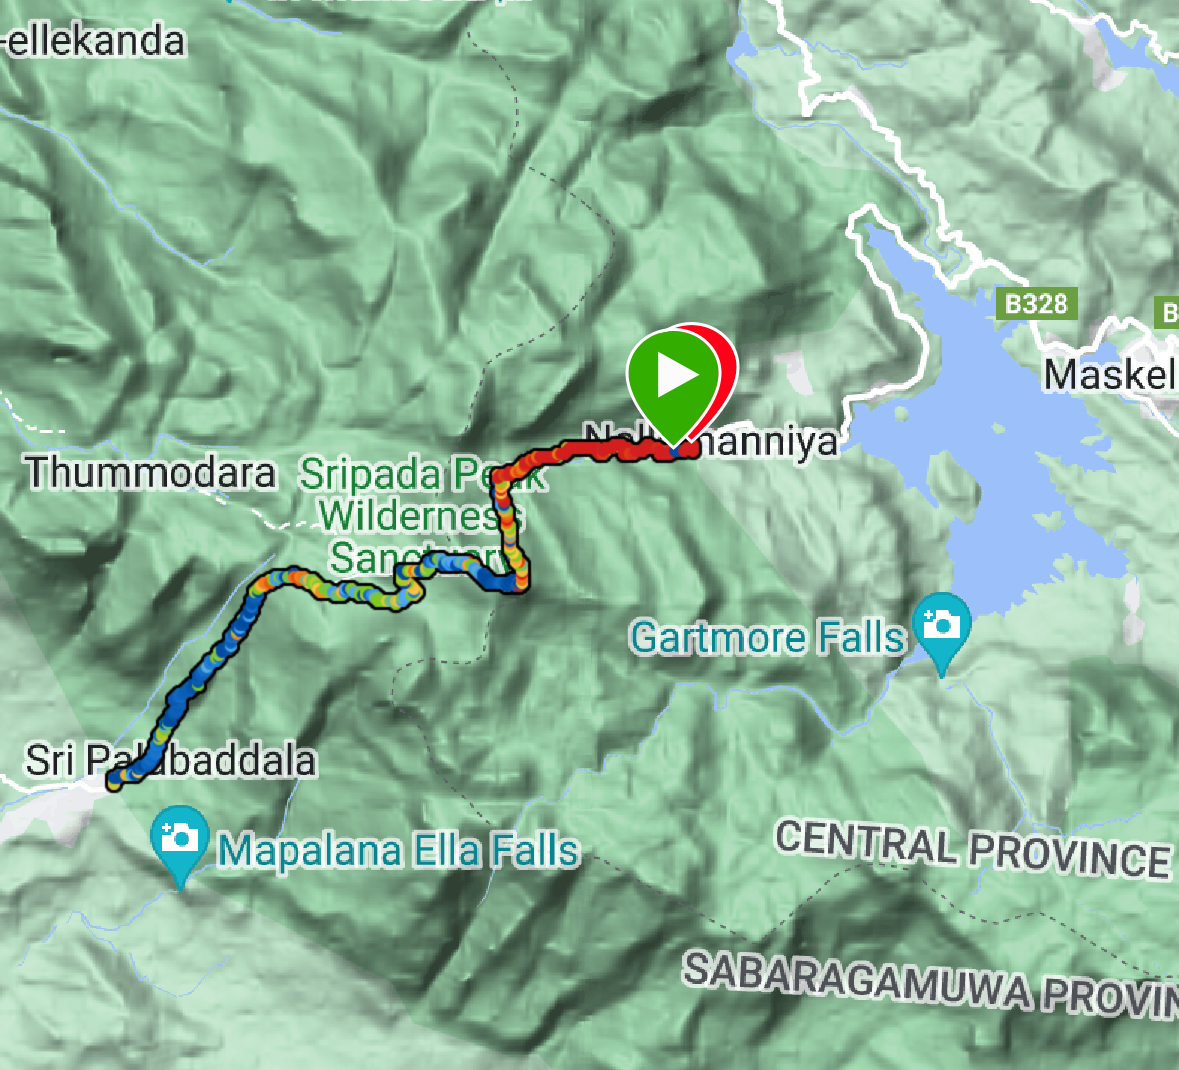 -ellekanda
B328
B
Maskel
manniya
Thummodara
Sripada Peak
Wilderness
Sanctuary
Gartmore Falls
Sri Palabaddala
Mapalana Ella Falls
CENTRAL PROVINCE
SABARAGAMUWA PROVIN